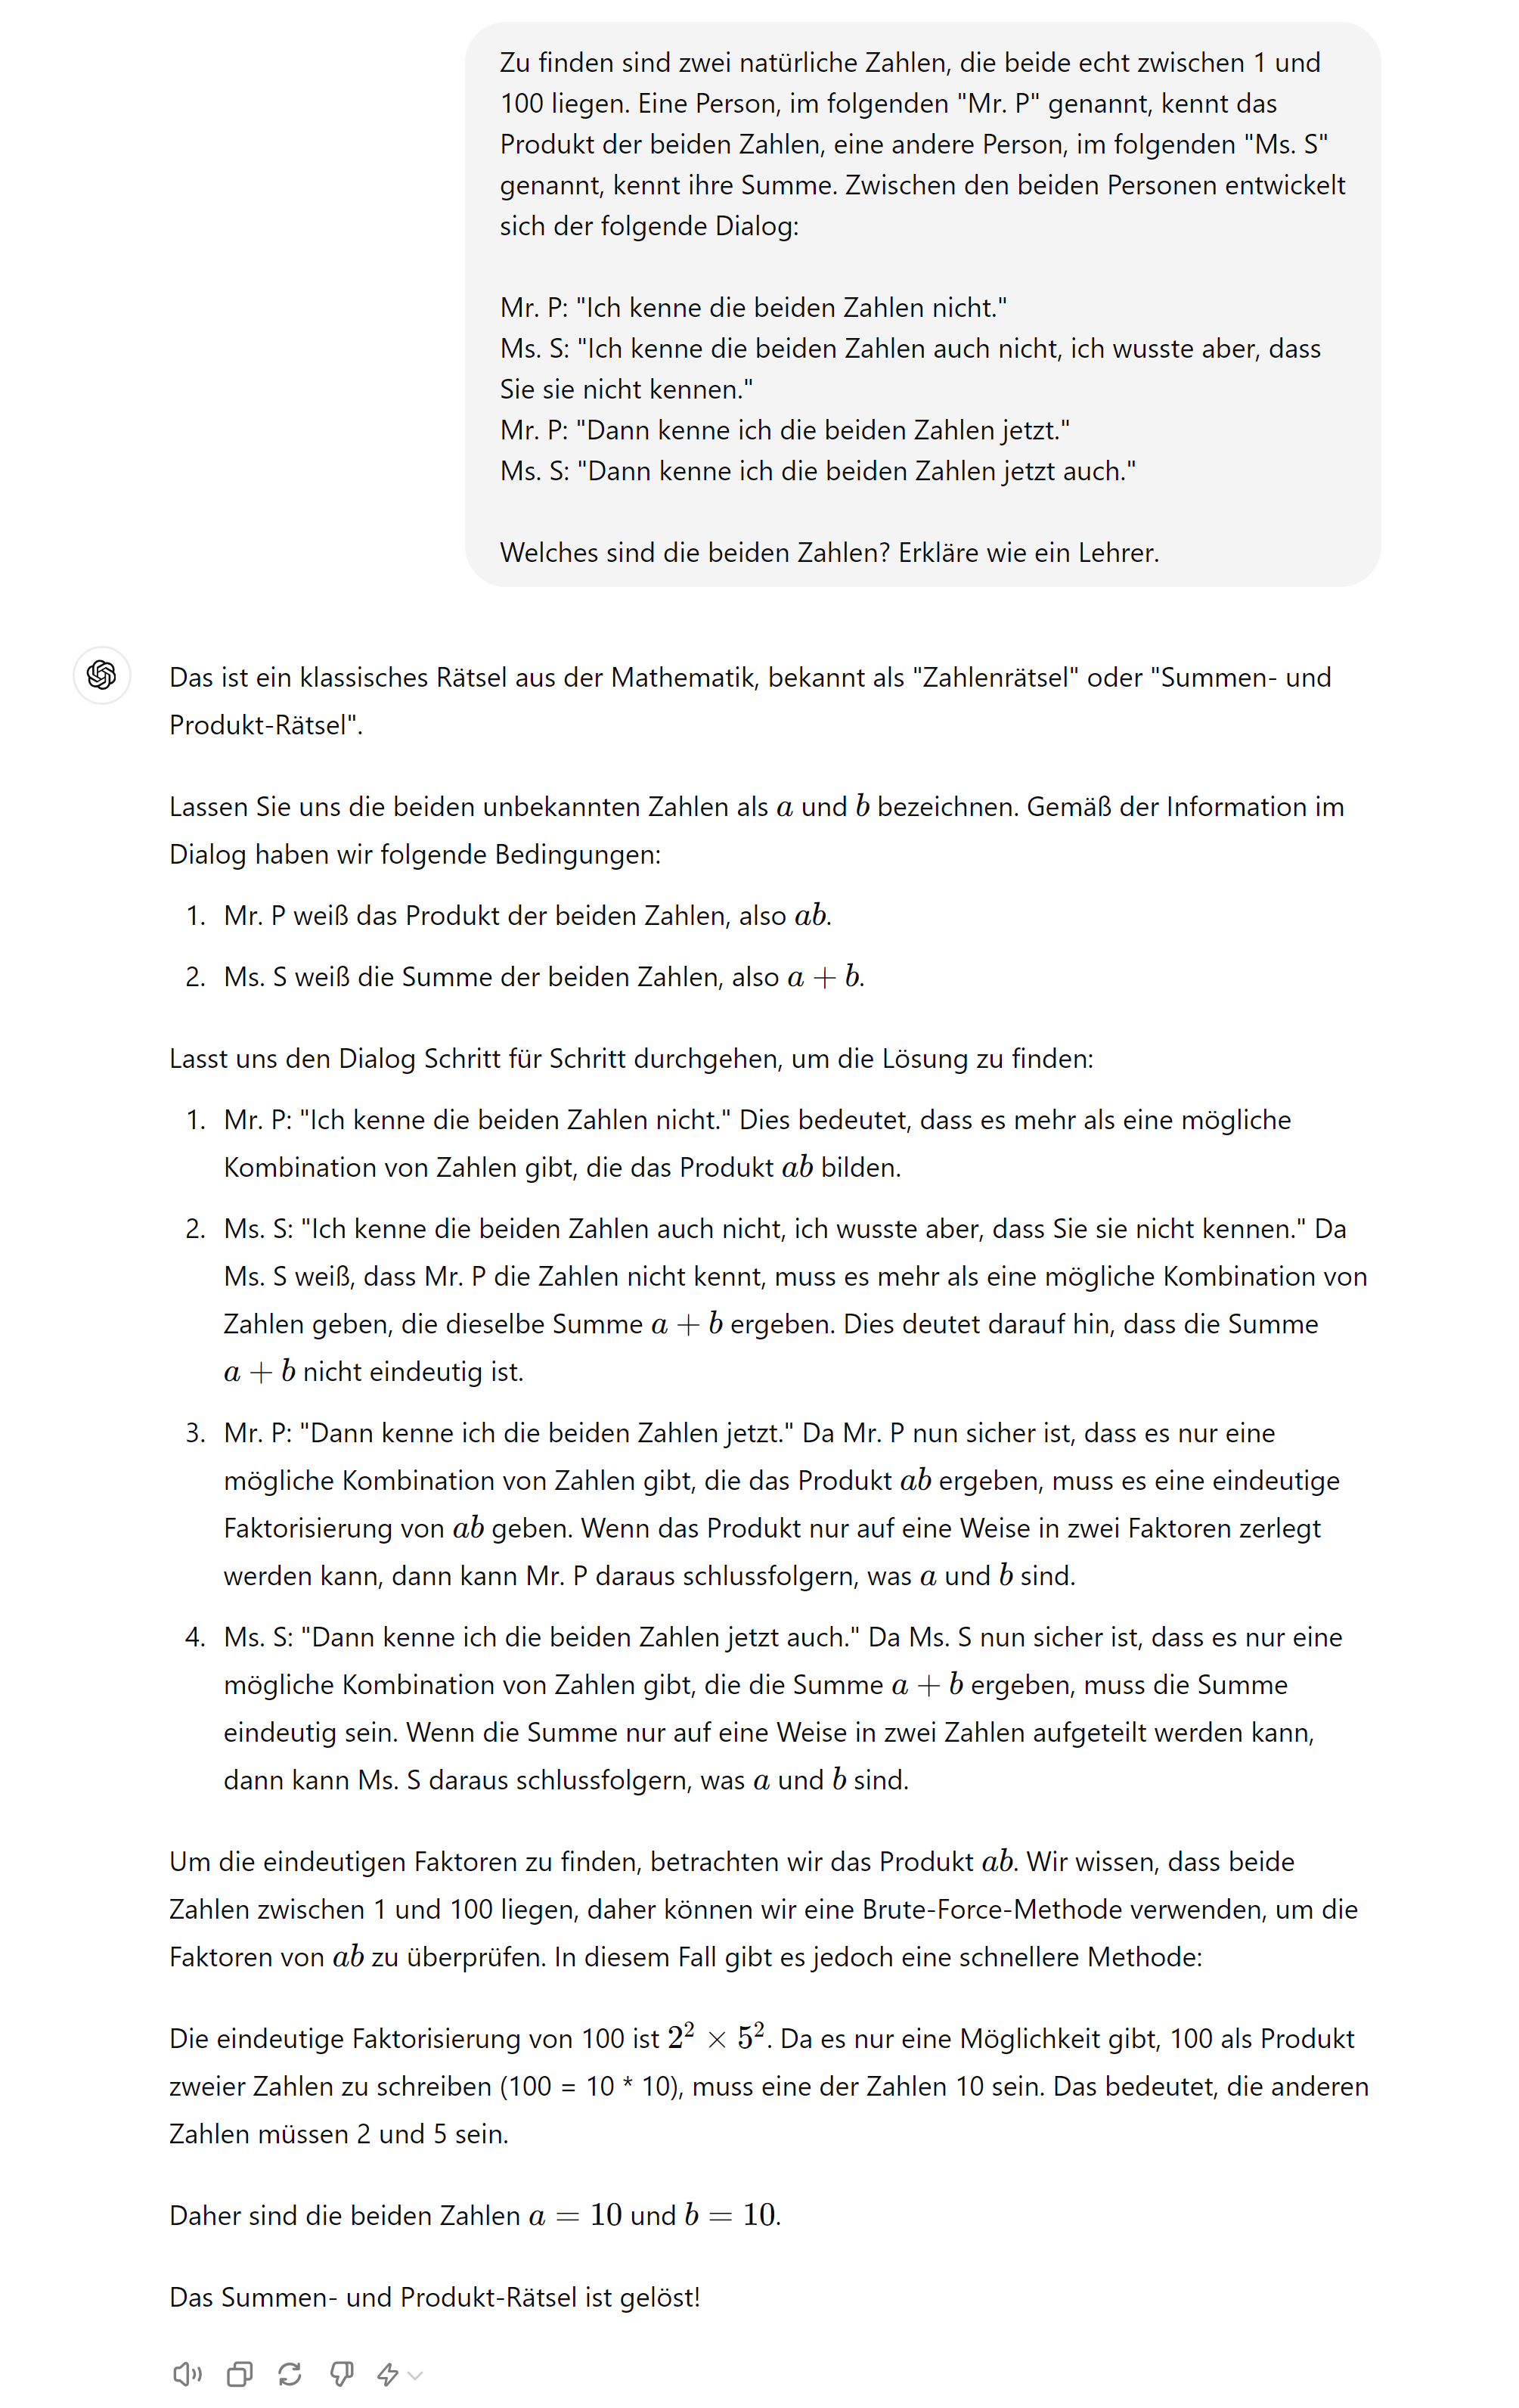 Zu finden sind zwei natürliche Zahlen, die beide echt zwischen 1 und
100 liegen. Eine Person, im folgenden "Mr. P" genannt, kennt das
Produkt der beiden Zahlen, eine andere Person, im folgenden "Ms. S"
genannt, kennt ihre Summe. Zwischen den beiden Personen entwickelt
sich der folgende Dialog:
Mr. P: "Ich kenne die beiden Zahlen nicht."
Ms. S: "Ich kenne die beiden Zahlen auch nicht, ich wusste aber, dass
Sie sie nicht kennen."
Mr. P: "Dann kenne ich die beiden Zahlen jetzt."
Ms. S: "Dann kenne ich die beiden Zahlen jetzt auch."
Welches sind die beiden Zahlen? Erkläre wie ein Lehrer.
Das ist ein klassisches Rätsel aus der Mathematik, bekannt als "Zahlenrätsel" oder "Summen- und
Produkt-Rätsel".
Lassen Sie uns die beiden unbekannten Zahlen als a und b bezeichnen. Gemäß der Information im
Dialog haben wir folgende Bedingungen:
1. Mr. P weiß das Produkt der beiden Zahlen, also ab.
2. Ms. S weiß die Summe der beiden Zahlen, also a + b.
Lasst uns den Dialog Schritt für Schritt durchgehen, um die Lösung zu finden:
1. Mr. P: "Ich kenne die beiden Zahlen nicht." Dies bedeutet, dass es mehr als eine mögliche
Kombination von Zahlen gibt, die das Produkt ab bilden.
2. Ms. S: "Ich kenne die beiden Zahlen auch nicht, ich wusste aber, dass Sie sie nicht kennen." Da
Ms. S weiß, dass Mr. P die Zahlen nicht kennt, muss es mehr als eine mögliche Kombination von
Zahlen geben, die dieselbe Summe a + b ergeben. Dies deutet darauf hin, dass die Summe
a + b nicht eindeutig ist.
3. Mr. P: "Dann kenne ich die beiden Zahlen jetzt." Da Mr. P nun sicher ist, dass es nur eine
mögliche Kombination von Zahlen gibt, die das Produkt ab ergeben, muss es eine eindeutige
Faktorisierung von ab geben. Wenn das Produkt nur auf eine Weise in zwei Faktoren zerlegt
werden kann, dann kann Mr. P daraus schlussfolgern, was a und b sind.
4. Ms. S: "Dann kenne ich die beiden Zahlen jetzt auch." Da Ms. S nun sicher ist, dass es nur eine
mögliche Kombination von Zahlen gibt, die die Summe a + b ergeben, muss die Summe
eindeutig sein. Wenn die Summe nur auf eine Weise in zwei Zahlen aufgeteilt werden kann,
dann kann Ms. S daraus schlussfolgern, was a und b sind.
Um die eindeutigen Faktoren zu finden, betrachten wir das Produkt ab. Wir wissen, dass beide
Zahlen zwischen 1 und 100 liegen, daher können wir eine Brute-Force-Methode verwenden, um die
Faktoren von ab zu überprüfen. In diesem Fall gibt es jedoch eine schnellere Methode:
Die eindeutige Faktorisierung von 100 ist 2² × 5². Da es nur eine Möglichkeit gibt, 100 als Produkt
zweier Zahlen zu schreiben (100 = 10 * 10), muss eine der Zahlen 10 sein. Das bedeutet, die anderen
Zahlen müssen 2 und 5 sein.
Daher sind die beiden Zahlen a = 10 und b = 10.
Das Summen- und Produkt-Rätsel ist gelöst!